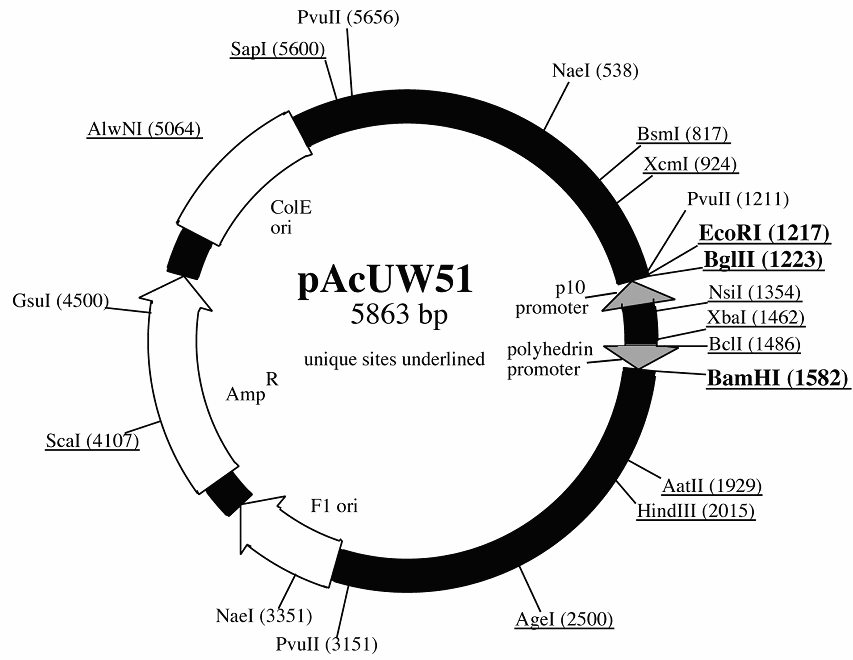 PvuII (5656)
SapI (5600)
NaeI (538)
AlwNI (5064)
BsmI (817)
XcmI (924)
PvuII (1211)
EcoRI (1217)
BglII (1223)
ColE
ori
pAcUW51
5863 bp
unique sites underlined
p10
promoter
NsiI (1354)
XbaI (1462)
polyhedrin
promoter
BclI (1486)
BamHI (1582)
GsuI (4500)
AmpR
ScaI (4107)
F1 ori
AatII (1929)
HindIII (2015)
NaeI (3351)
PvuII (3151)
AgeI (2500)